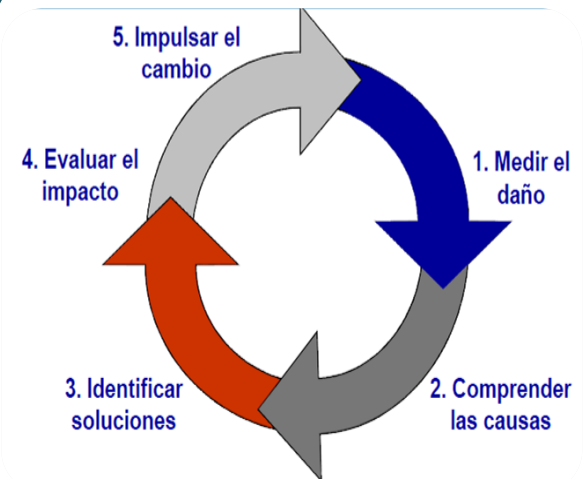 5. Impulsar el
cambio
1. Medir el
daño
2. Comprender
las causas
3. Identificar
soluciones
4. Evaluar el
impacto